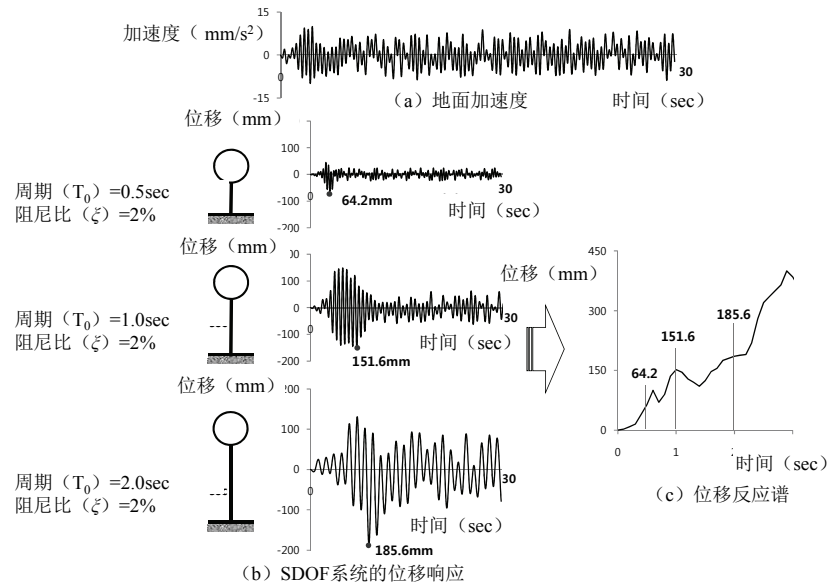 加速度（ mm/s²）
15
0
-15
0
30
（a）地面加速度
时间（sec）
位移（mm）
周期（T₀）=0.5sec
阻尼比（ξ）=2%
100
0
-100
-200
0
30
64.2mm
时间（sec）
位移（mm）
周期（T₀）=1.0sec
阻尼比（ξ）=2%
100
0
-100
-200
0
30
151.6mm
时间（sec）
位移（mm）
周期（T₀）=2.0sec
阻尼比（ξ）=2%
100
0
-100
-200
0
30
185.6mm
时间（sec）
（b）SDOF系统的位移响应
位移（mm）
450
300
150
0
64.2
151.6
185.6
0
1
时间（sec）
（c）位移反应谱